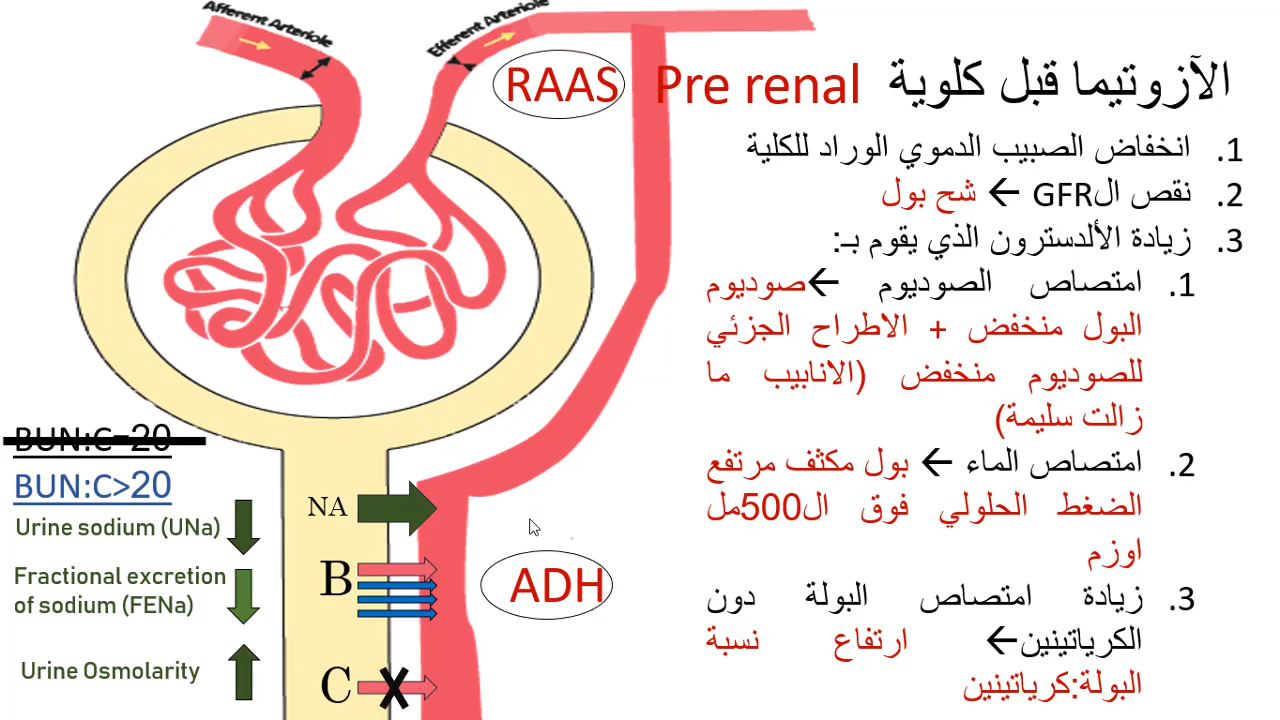 Afferent Arteriole
Efferent Arteriole
RAAS
الآزوتيما قبل كلوية Pre renal
1. انخفاض الصبيب الدموي الوراد للكلية
2. نقص الGFR ← شح بول
3. زيادة الألدسترون الذي يقوم بـ:
1. امتصاص الصوديوم ←صوديوم
البول منخفض + الاطراح الجزئي
للصوديوم منخفض (الانابيب ما
زالت سليمة)
2. امتصاص الماء ← بول مكثف مرتفع
الضغط الحلولي فوق ال500مل
اوزم
3. زيادة امتصاص البولة دون
الكرياتينين← ارتفاع نسبة
البولة:كرياتينين
BUN:C=20
BUN:C>20
Urine sodium (UNa)
Fractional excretion
of sodium (FENa)
Urine Osmolarity
NA
B
C
X
ADH